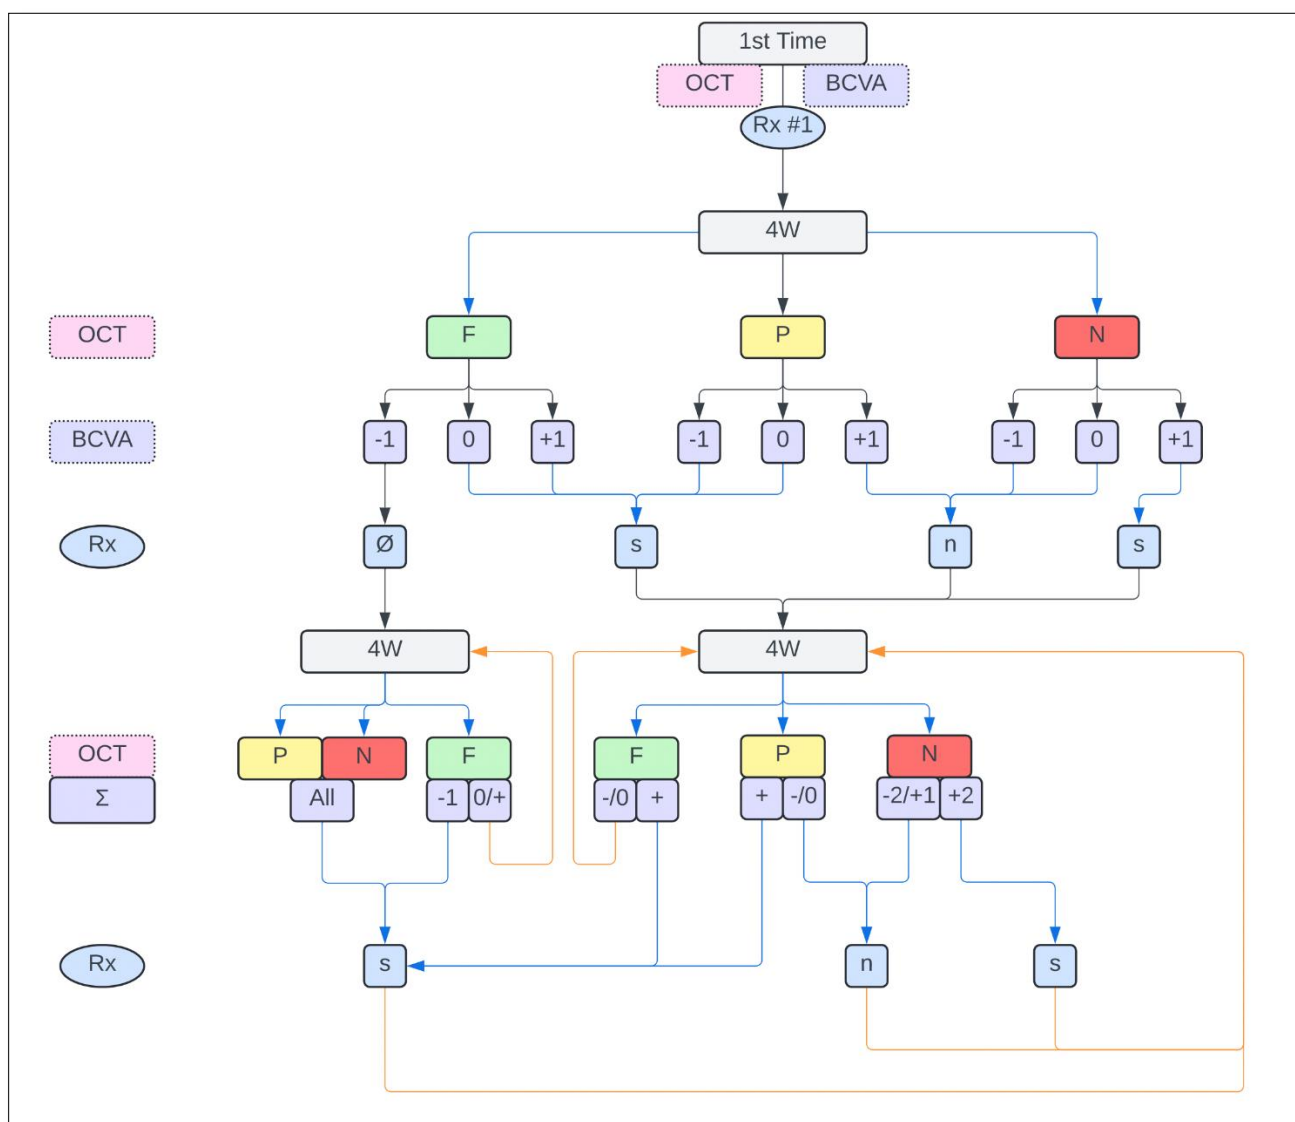 1st Time
OCT BCVA
Rx #1
4W
OCT F P N
BCVA -1 0 +1 -1 0 +1 -1 0 +1
Rx Ø s n s
4W 4W
OCT P N F F P N
Σ All -1 0/+ -/0 + + -/0 -2/+1 +2
Rx s n s